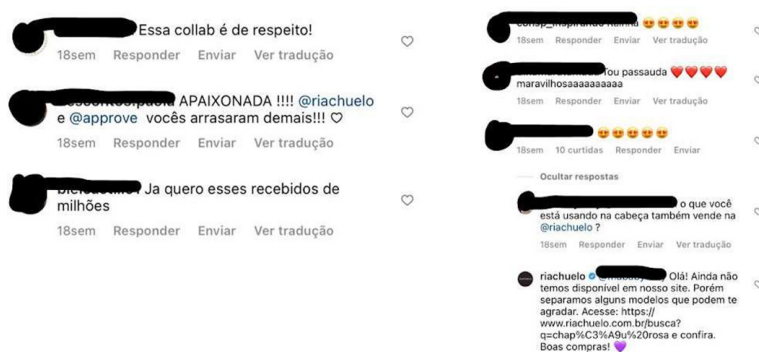 Essa collab é de respeito!
18sem Responder Enviar Ver tradução
APAIXONADA !!!! @riachuelo
e @approve vocês arrasaram demais!!! ♡
18sem Responder Enviar Ver tradução
Ja quero esses recebidos de
milhões
18sem Responder Enviar Ver tradução
😍😍😍😍
18sem Responder Enviar Ver tradução
Tou passauda ❤️❤️❤️❤️
maravilhosaaaaaaaaaa
18sem Responder Enviar Ver tradução
😍😍😍😍😍
18sem 10 curtidas Responder Enviar
Ocultar respostas
o que você
está usando na cabeça também vende na
@riachuelo ?
18sem Responder Enviar Ver tradução
riachuelo Olá! Ainda não
temos disponível em nosso site. Porém
separamos alguns modelos que podem te
agradar. Acesse: https://
www.riachuelo.com.br/busca?
q=chap%C3%A9u%20rosa e confira.
Boas compras! 💜